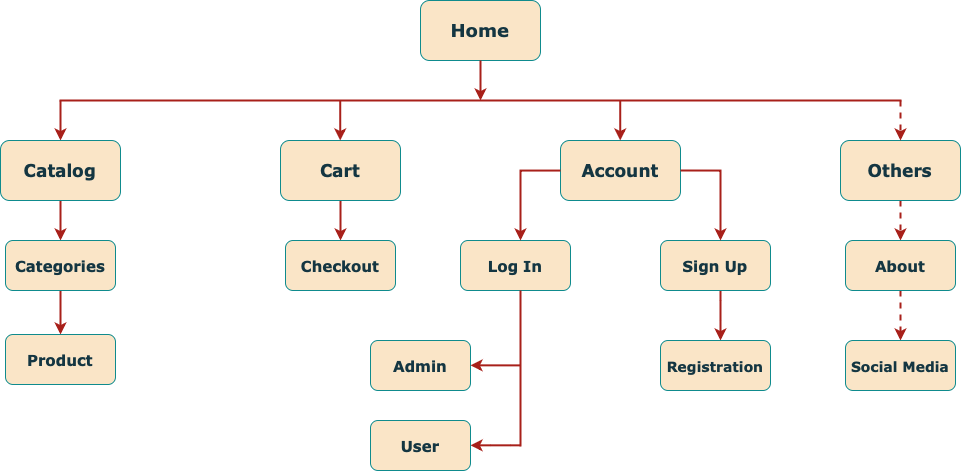 Home
Catalog
Cart
Account
Others
Categories
Checkout
Log In
Sign Up
About
Product
Admin
Registration
Social Media
User